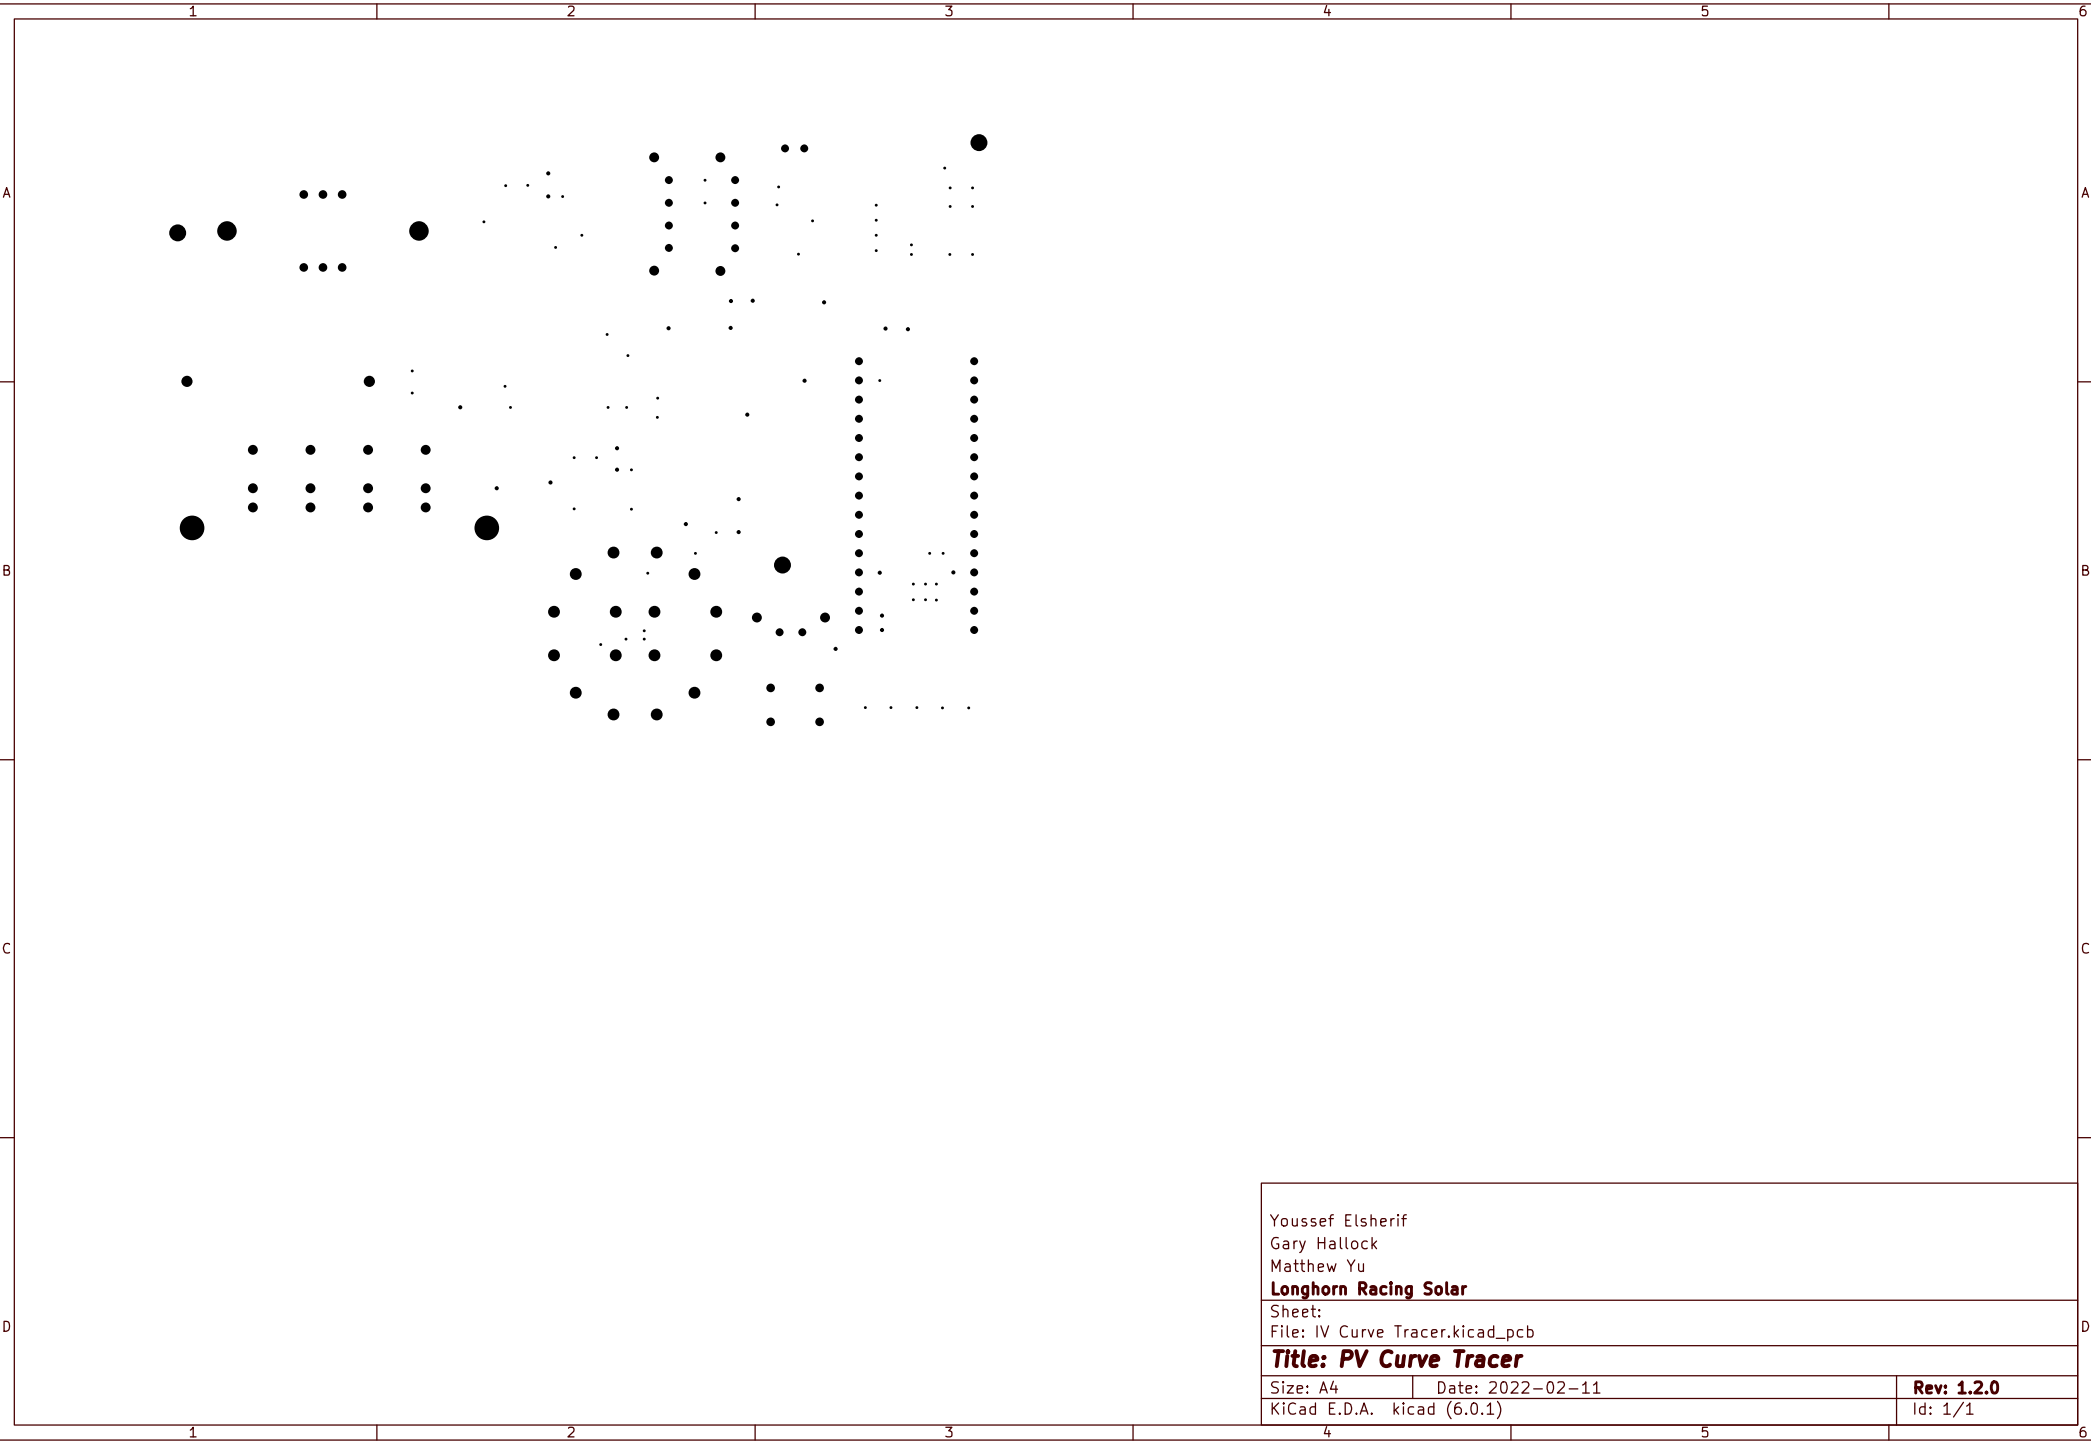 1 2 3 4 5 6
A A
B B
C C
Youssef Elsherif
Gary Hallock
Matthew Yu
Longhorn Racing Solar
Sheet:
D D
File: IV Curve Tracer.kicad_pcb
Title: PV Curve Tracer
Size: A4 Date: 2022-02-11 Rev: 1.2.0
KiCad E.D.A. kicad (6.0.1) Id: 1/1
1 2 3 4 5 6